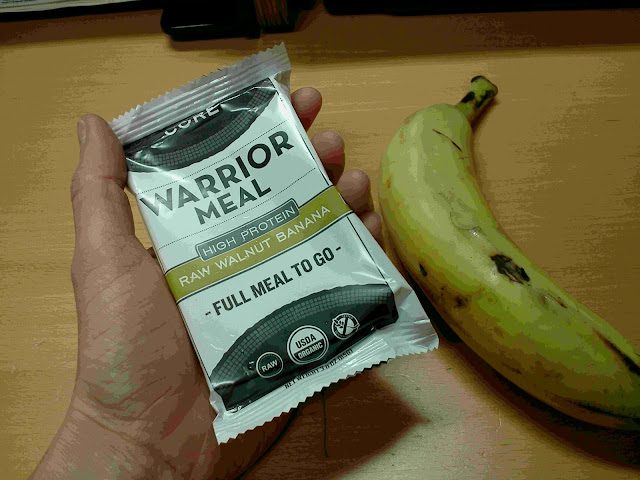 CORE
WARRIOR
MEAL
HIGH PROTEIN
RAW WALNUT BANANA
- FULL MEAL TO GO -
RAW
USDA
ORGANIC